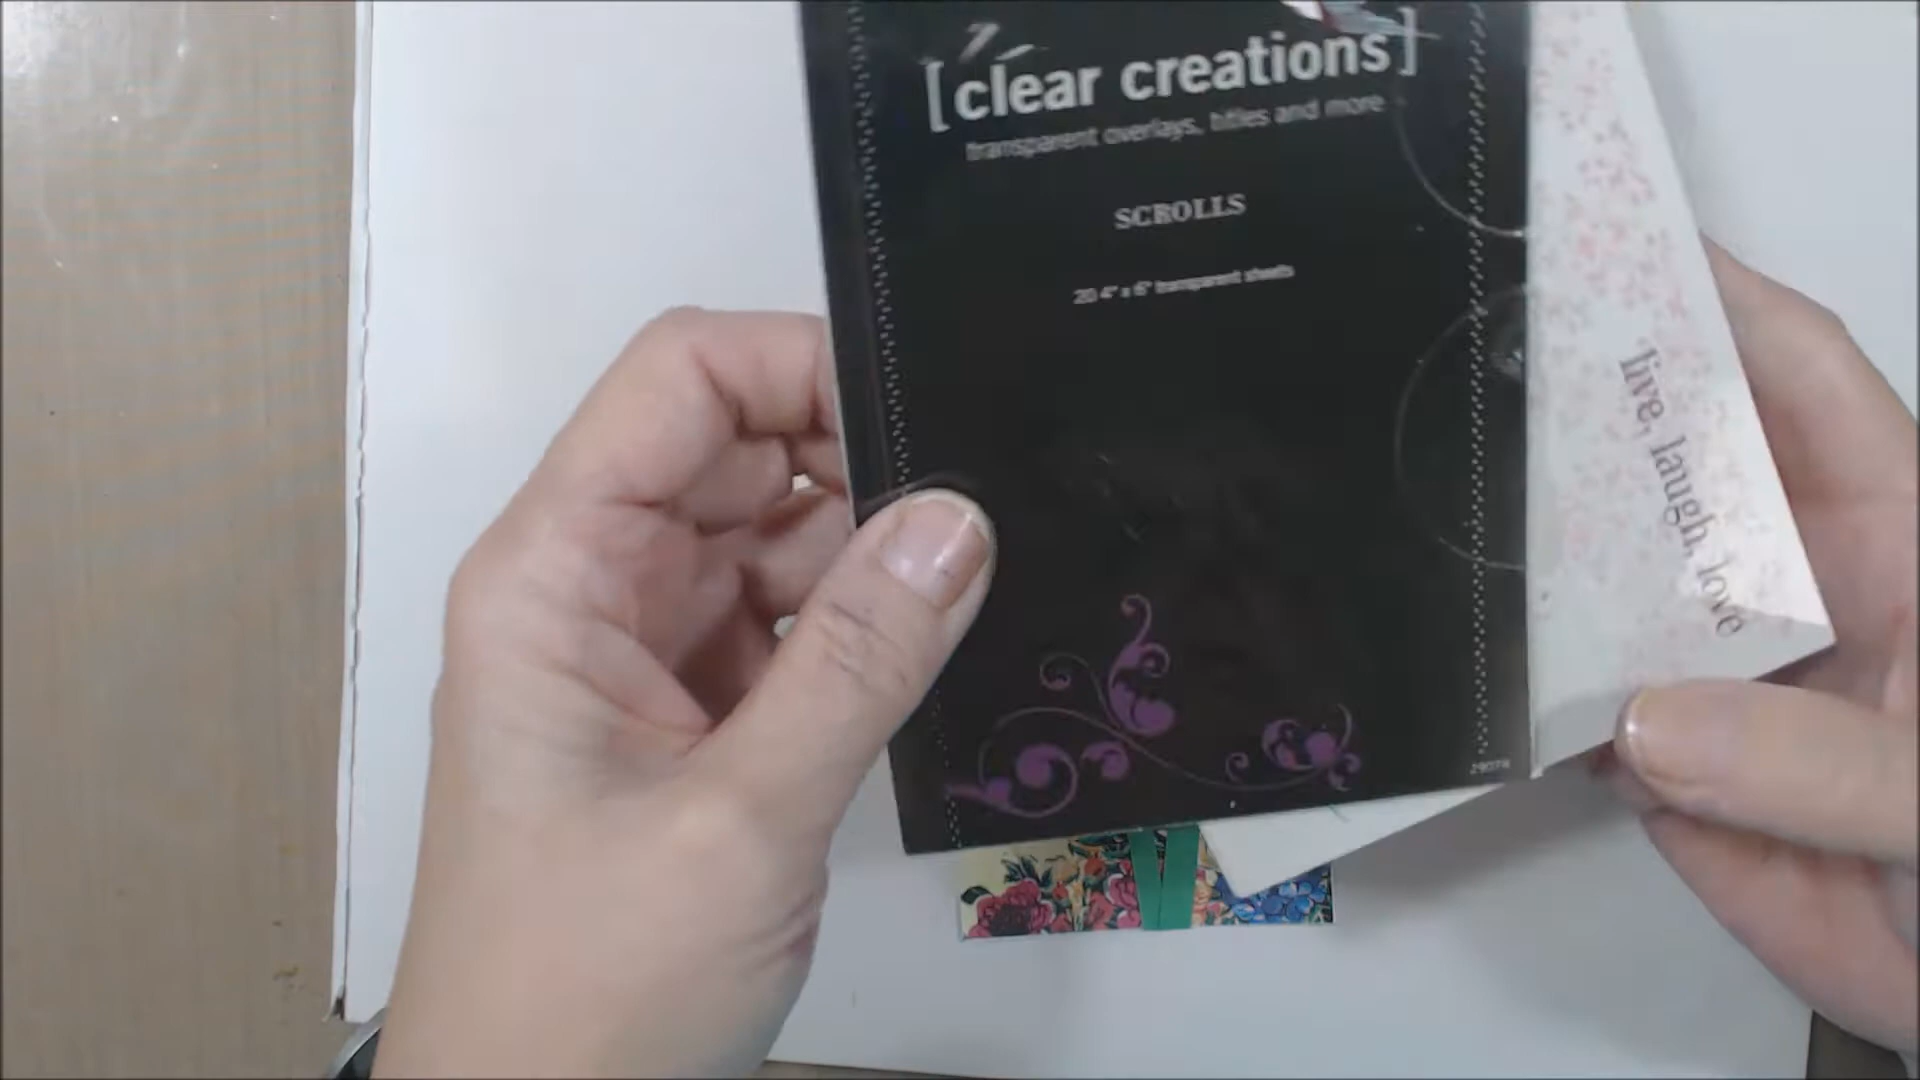 [clear creations]
transparent overlays, titles and more
SCROLLS
20 4" x 6" transparent sheets
live, laugh, love